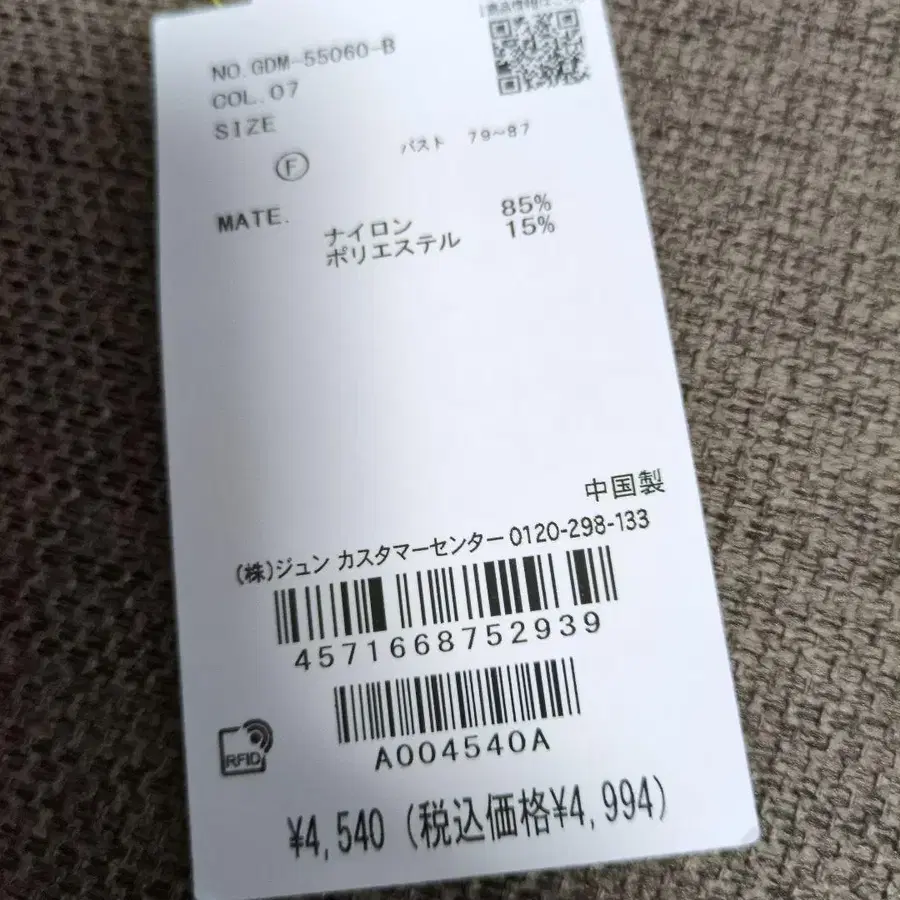 NO.GDM-55060-B
COL.07
SIZE
Ⓕ バスト 79~87
MATE. ナイロン 85%
ポリエステル 15%
中国製
(株)ジュン カスタマーセンター 0120-298-133
4571668752939
A004540A
RFID
¥4,540 (税込価格¥4,994)